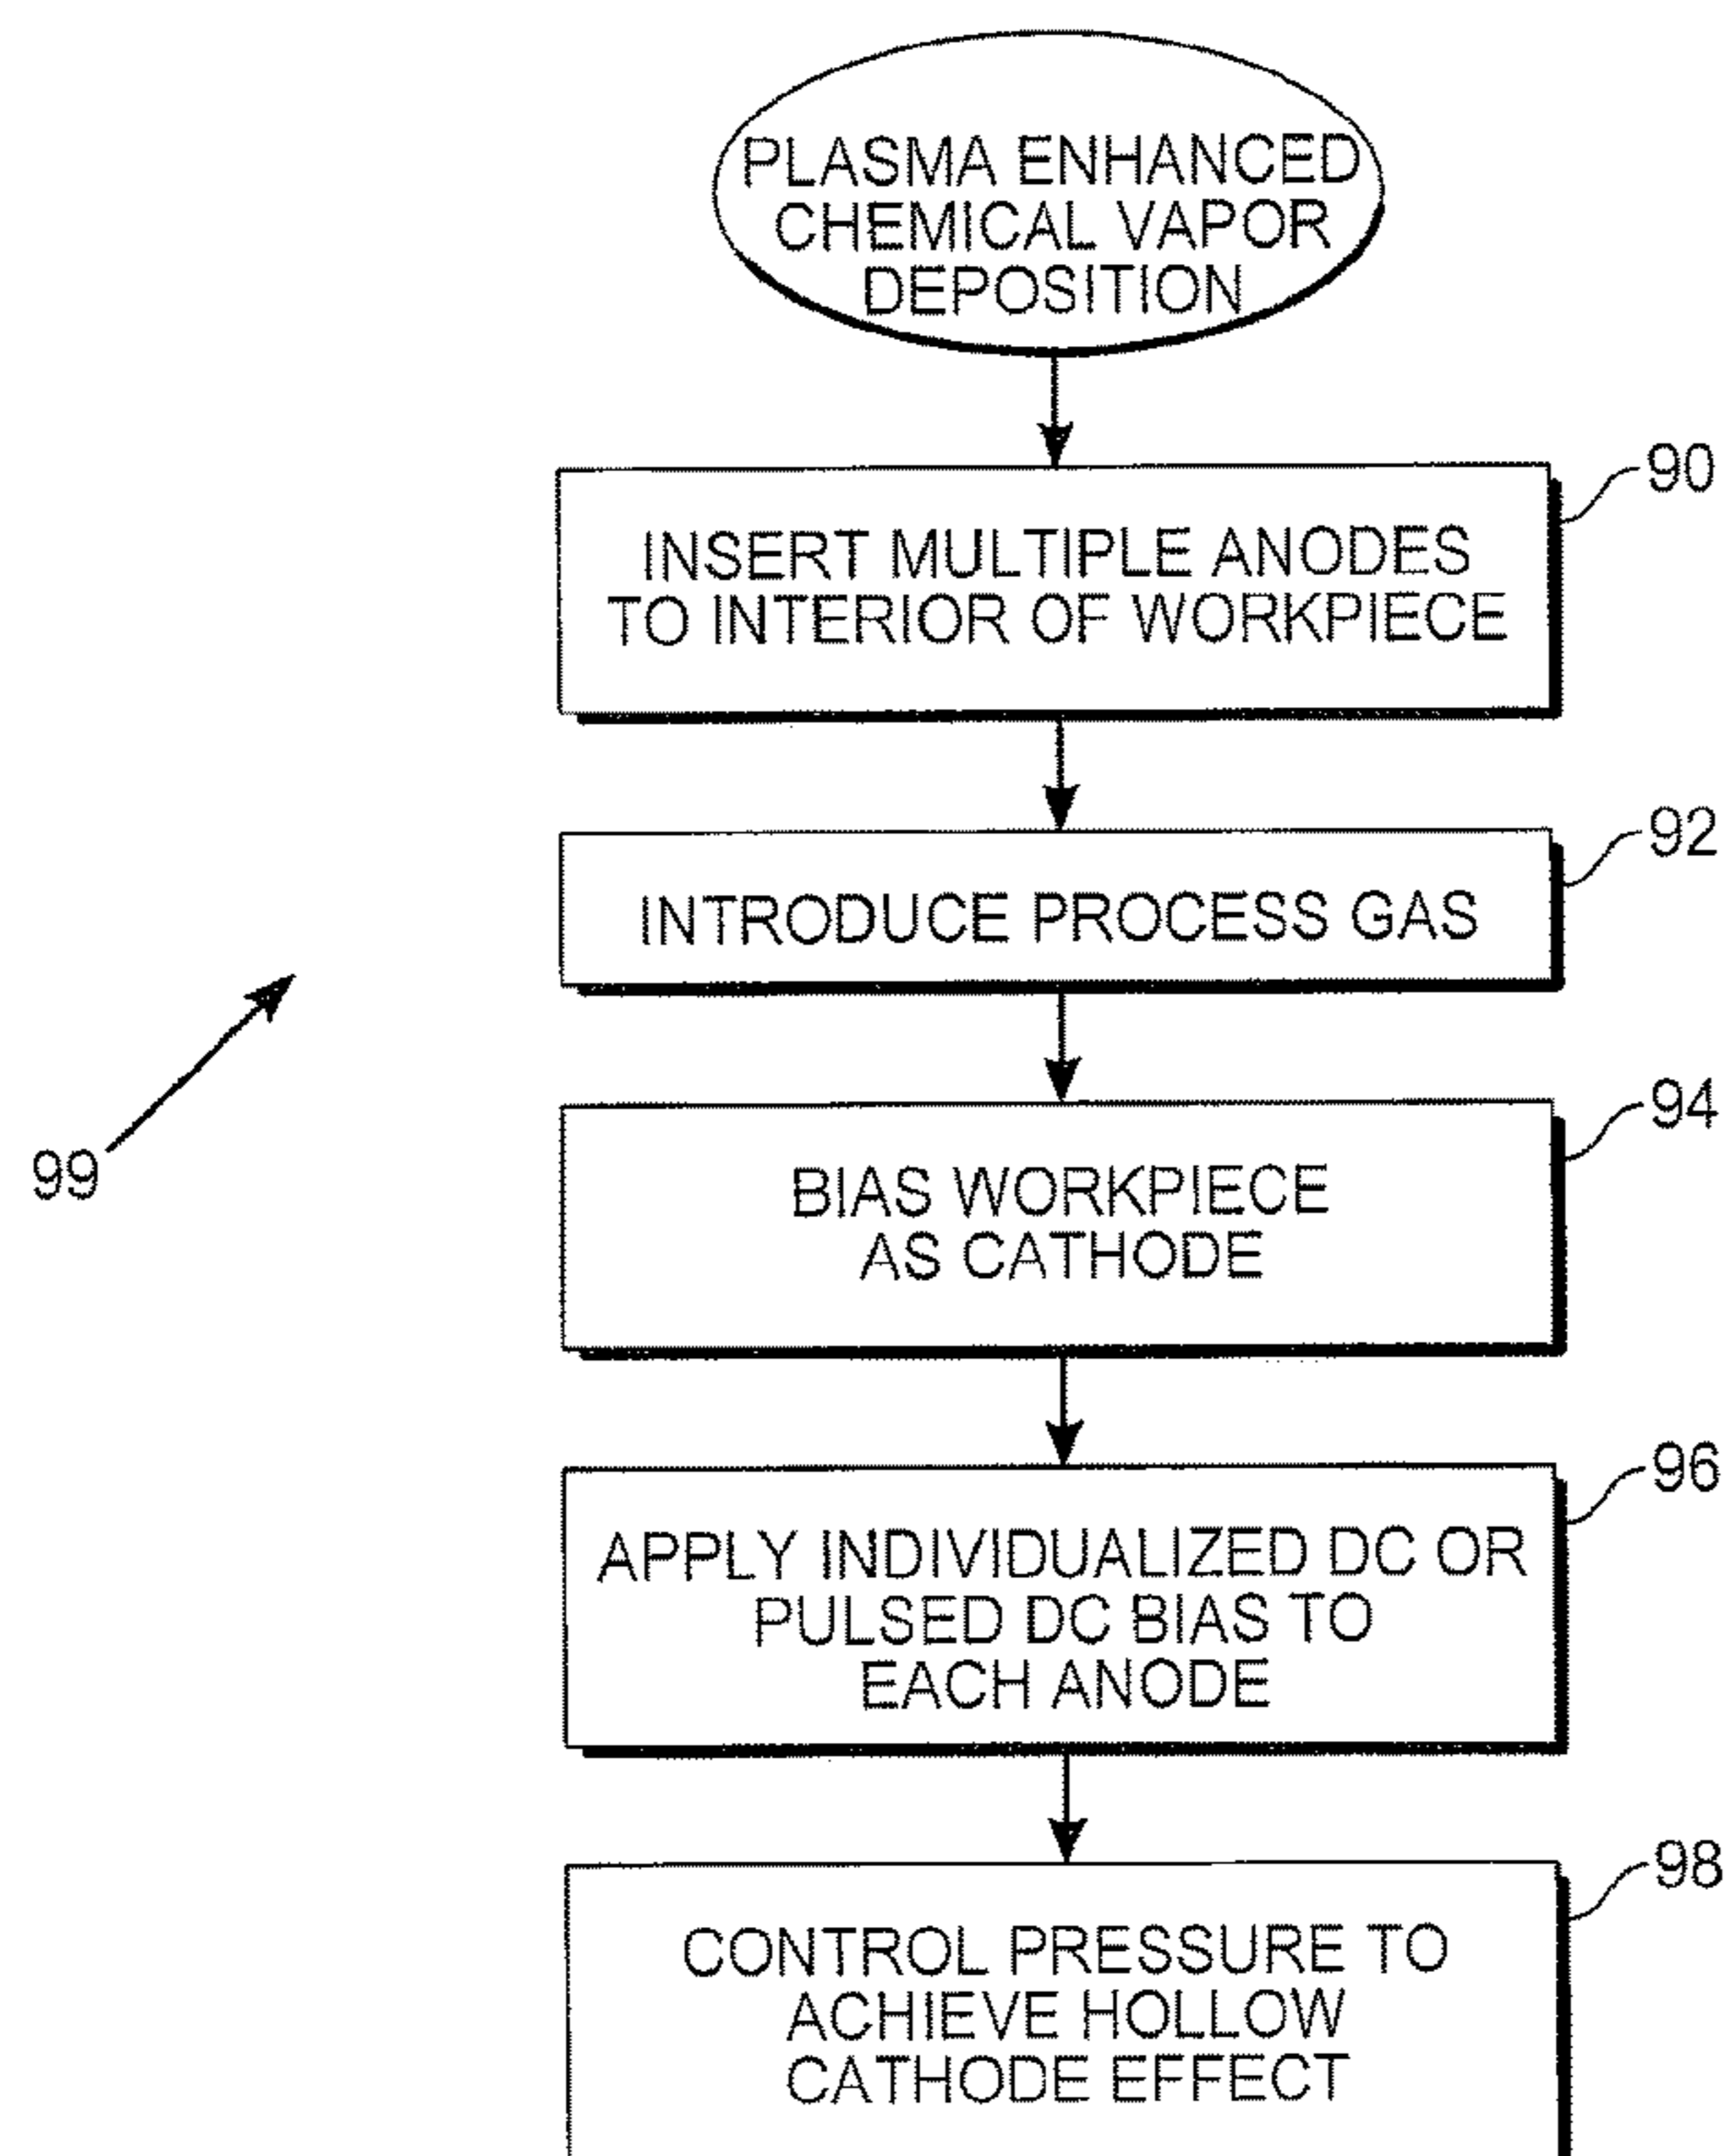 PLASMA ENHANCED
CHEMICAL VAPOR
DEPOSITION
90
INSERT MULTIPLE ANODES
TO INTERIOR OF WORKPIECE
92
INTRODUCE PROCESS GAS
99
94
BIAS WORKPIECE
AS CATHODE
96
APPLY INDIVIDUALIZED DC OR
PULSED DC BIAS TO
EACH ANODE
98
CONTROL PRESSURE TO
ACHIEVE HOLLOW
CATHODE EFFECT